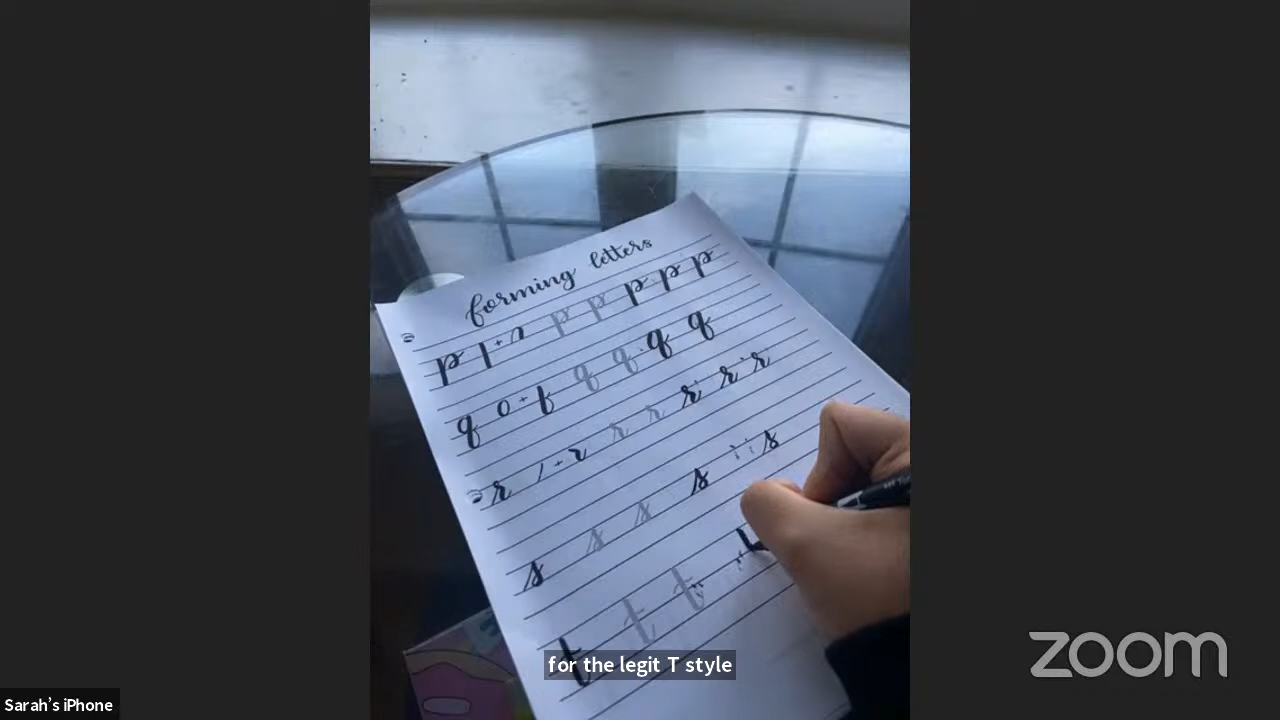 forming letters
p l + r p p p p p
q o + f q q q q
r / + r r r r r r
s s s s s
t t t t
for the legit T style
Sarah's iPhone
zoom